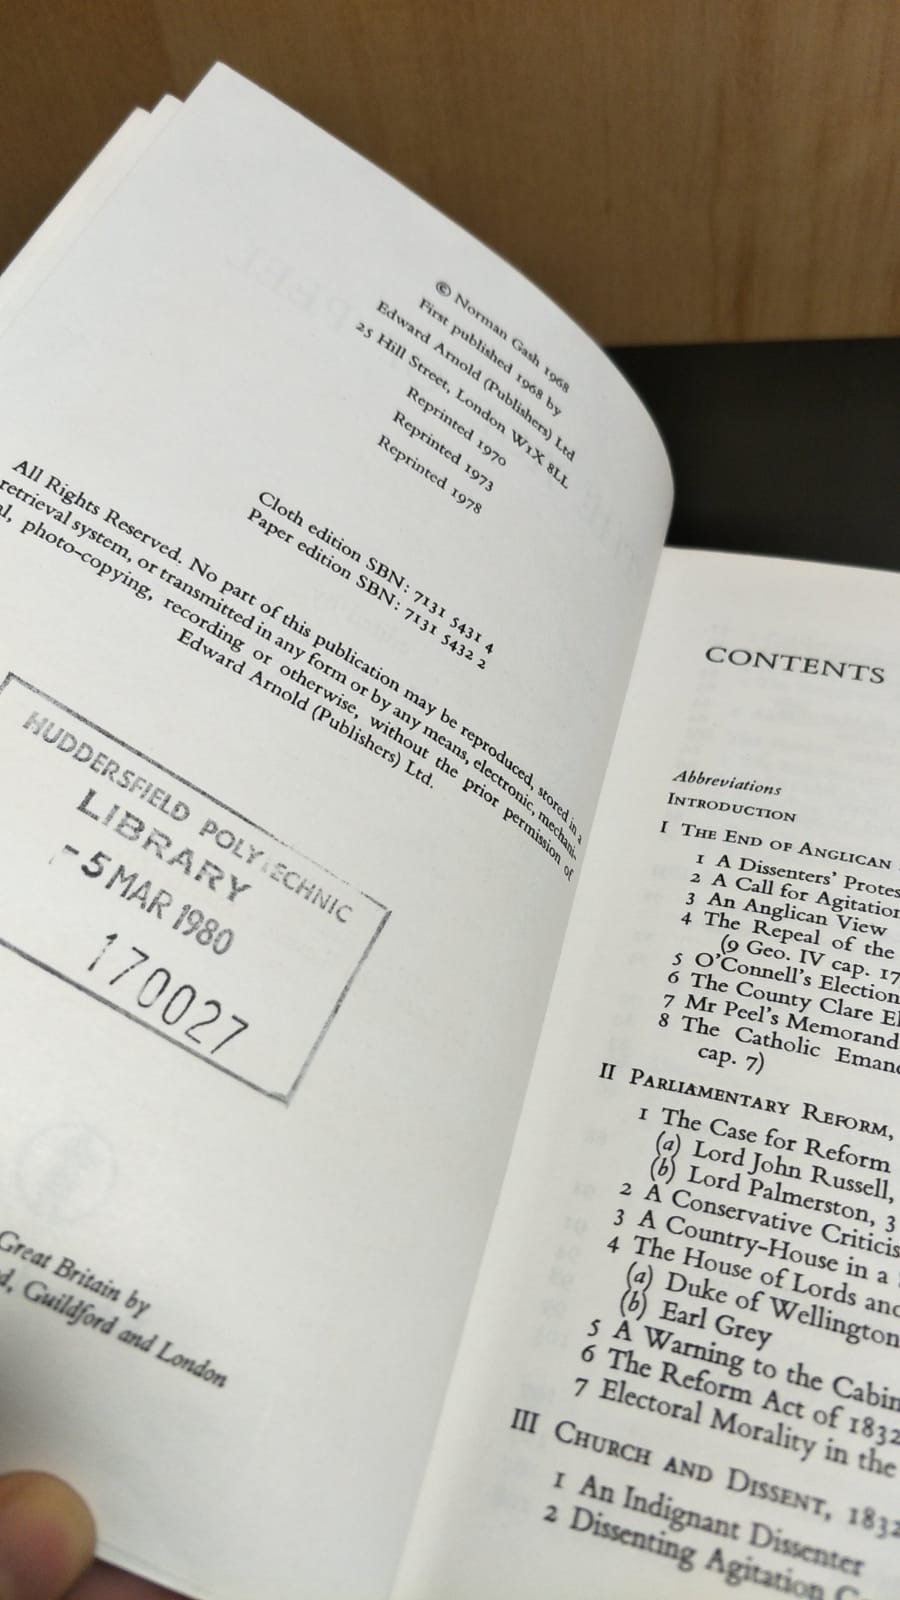 © Norman Gash 1968
First published 1968 by
Edward Arnold (Publishers) Ltd
25 Hill Street, London W1X 8LL
Reprinted 1970
Reprinted 1973
Reprinted 1978
Cloth edition SBN: 7131 5431 4
Paper edition SBN: 7131 5432 2
All Rights Reserved. No part of this publication may be reproduced, stored in a
retrieval system, or transmitted in any form or by any means, electronic, mechani-
photo-copying, recording or otherwise, without the prior permission of
Edward Arnold (Publishers) Ltd.
HUDDERSFIELD POLYTECHNIC
LIBRARY
-5 MAR 1980
170027
Great Britain by
Guildford and London
CONTENTS
Abbreviations
INTRODUCTION
I THE END OF ANGLICAN
1 A Dissenters' Protes
2 A Call for Agitation
3 An Anglican View
4 The Repeal of the
(9 Geo. IV cap. 17
5 O'Connell's Election
6 The County Clare El
7 Mr Peel's Memorand
8 The Catholic Emanc
cap. 7)
II PARLIAMENTARY REFORM,
1 The Case for Reform
(a) Lord John Russell,
(b) Lord Palmerston, 3
2 A Conservative Criticis
3 A Country-House in a
4 The House of Lords and
(a) Duke of Wellington
(b) Earl Grey
5 A Warning to the Cabin
6 The Reform Act of 1832
7 Electoral Morality in the
III CHURCH AND DISSENT, 1832
1 An Indignant Dissenter
2 Dissenting Agitation